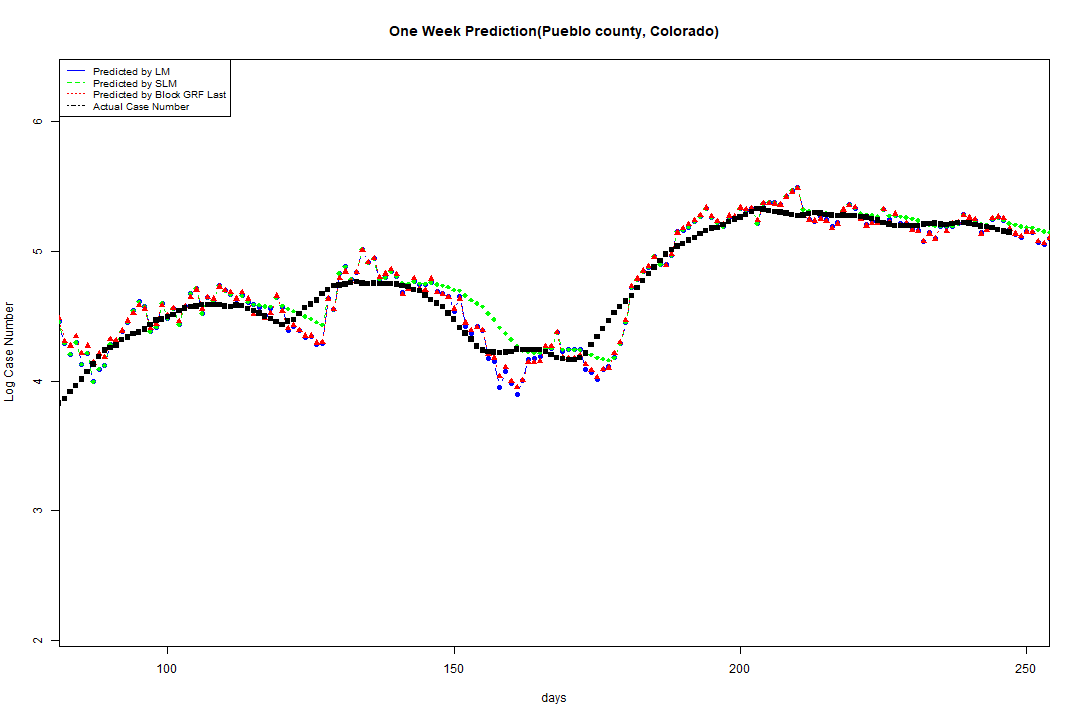 One Week Prediction(Pueblo county, Colorado)
Predicted by LM
Predicted by SLM
Predicted by Block GRF Last
Actual Case Number
Log Case Number
6
5
4
3
2
100 150 200 250
days